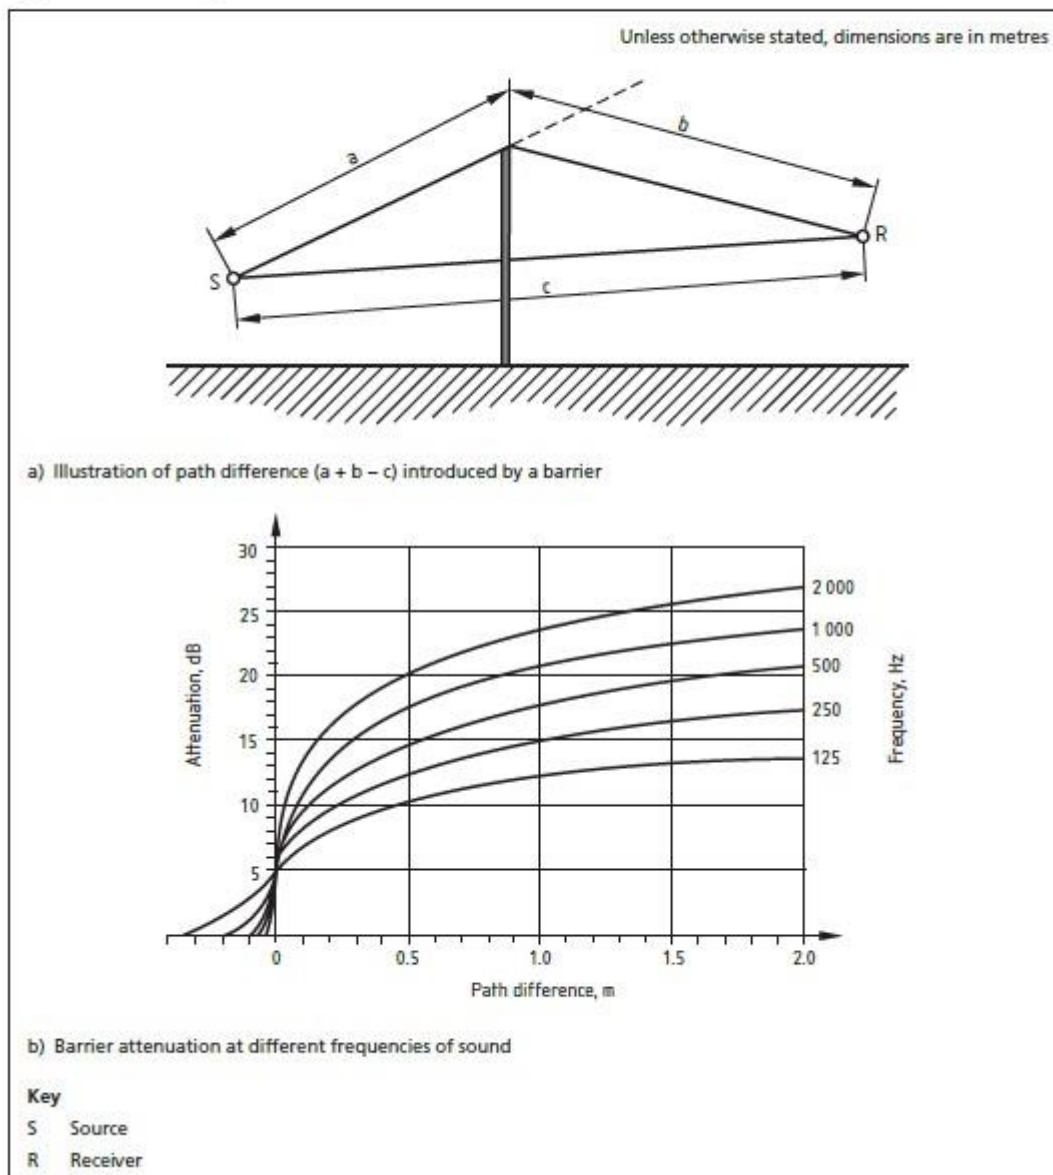 Unless otherwise stated, dimensions are in metres
a
b
S
R
c
a) Illustration of path difference (a + b – c) introduced by a barrier
30
25
20
15
10
5
Attenuation, dB
2 000
1 000
500
250
125
Frequency, Hz
0 0.5 1.0 1.5 2.0
Path difference, m
b) Barrier attenuation at different frequencies of sound
Key
S Source
R Receiver